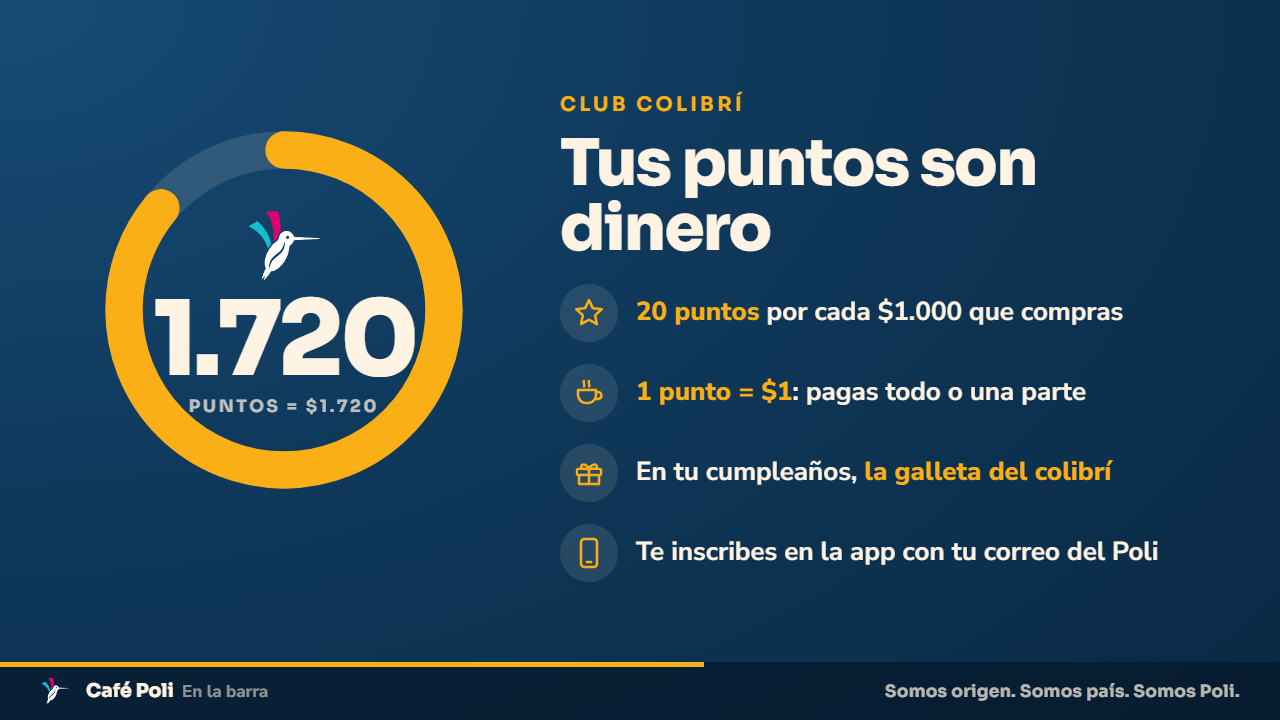 CLUB COLIBRÍ
Tus puntos son
dinero
1.720
PUNTOS = $1.720
20 puntos por cada $1.000 que compras
1 punto = $1: pagas todo o una parte
En tu cumpleaños, la galleta del colibrí
Te inscribes en la app con tu correo del Poli
Café Poli En la barra
Somos origen. Somos país. Somos Poli.